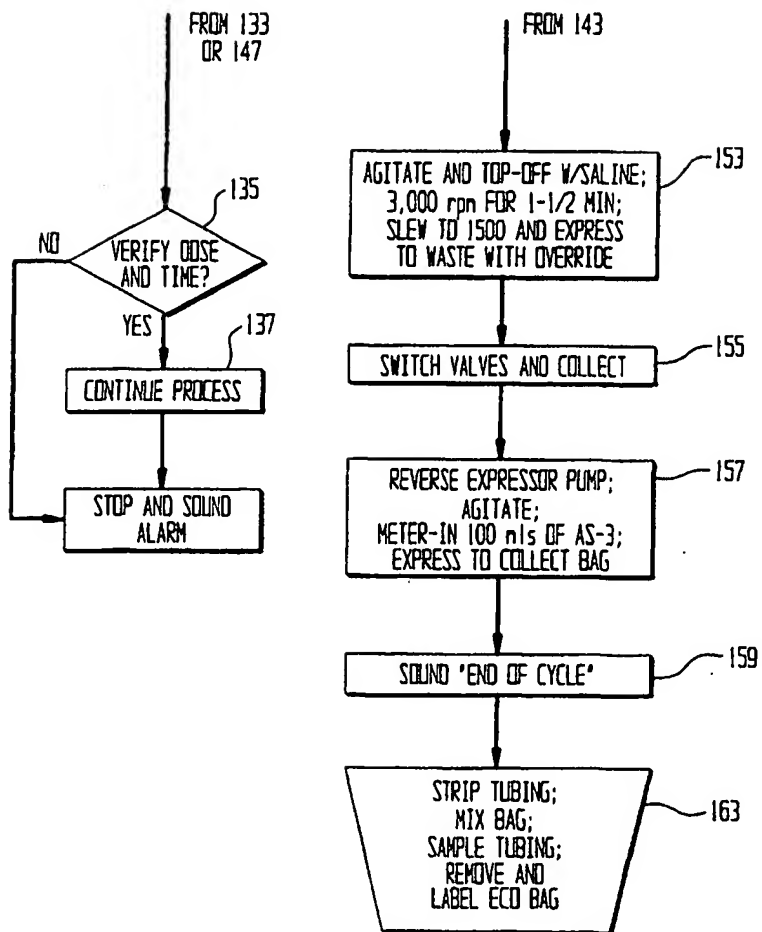 FROM 133
OR 147
135
VERIFY DOSE
AND TIME?
NO
YES
137
CONTINUE PROCESS
STOP AND SOUND
ALARM
FROM 143
153
AGITATE AND TOP-OFF W/SALINE;
3,000 rpm FOR 1-1/2 MIN;
SLEW TO 1500 AND EXPRESS
TO WASTE WITH OVERRIDE
155
SWITCH VALVES AND COLLECT
157
REVERSE EXPRESSOR PUMP;
AGITATE;
METER-IN 100 mls OF AS-3;
EXPRESS TO COLLECT BAG
159
SOUND "END OF CYCLE"
163
STRIP TUBING;
MIX BAG;
SAMPLE TUBING;
REMOVE AND
LABEL ECO BAG